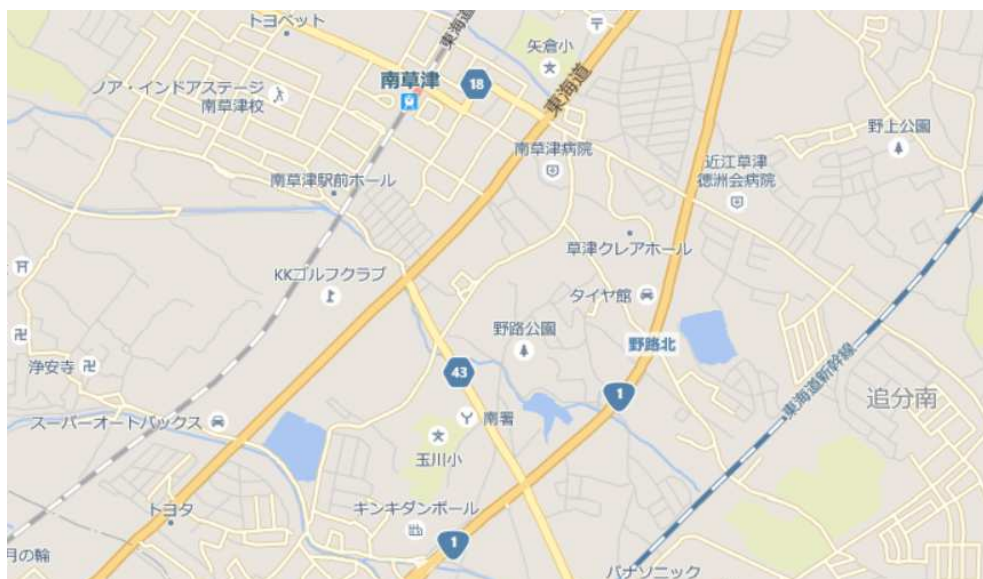 トヨペット
東海道
矢倉小
ノア・インドアステージ
南草津校
南草津
18
東海道
野上公園
南草津病院
近江草津
徳洲会病院
南草津駅前ホール
草津クレアホール
KKゴルフクラブ
タイヤ館
野路公園
野路北
浄安寺
43
1
東海道新幹線
追分南
スーパーオートバックス
南署
玉川小
トヨタ
キンキダンボール
1
月の輪
パナソニック